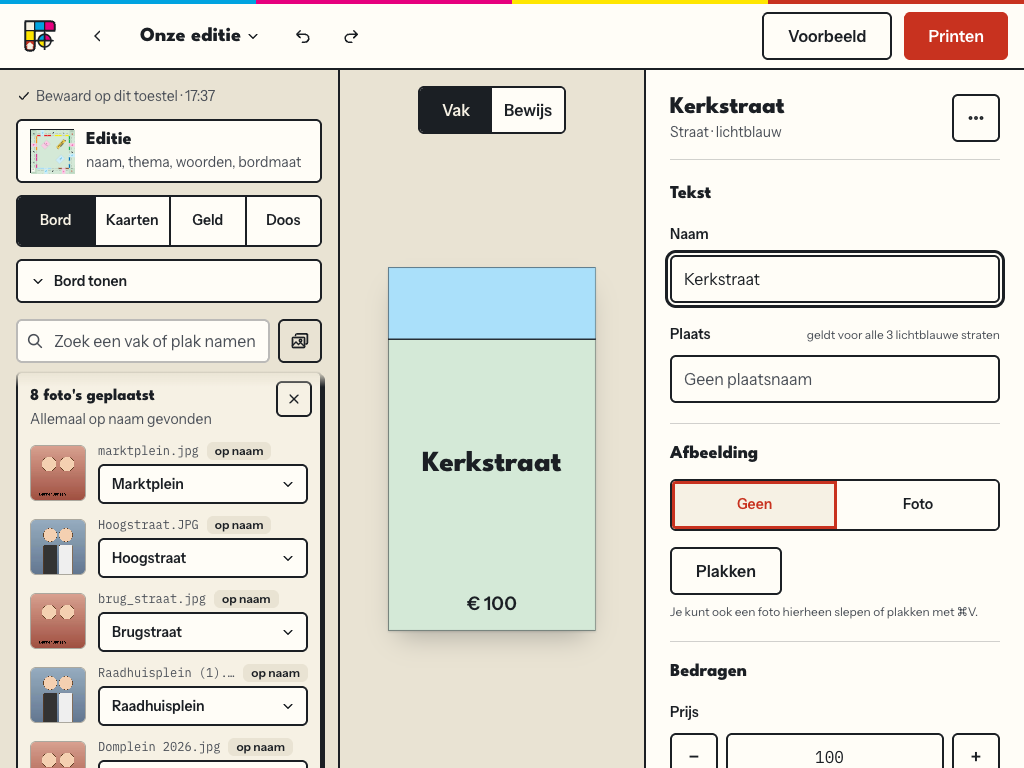 Onze editie
Voorbeeld
Printen
Bewaard op dit toestel · 17:37
Editie
naam, thema, woorden, bordmaat
Bord
Kaarten
Geld
Doos
Bord tonen
Zoek een vak of plak namen
8 foto's geplaatst
Allemaal op naam gevonden
marktplein.jpg op naam
Marktplein
Hoogstraat.JPG op naam
Hoogstraat
brug_straat.jpg op naam
Brugstraat
Raadhuisplein (1).… op naam
Raadhuisplein
Domplein 2026.jpg op naam
Vak
Bewijs
Kerkstraat
€ 100
Kerkstraat
Straat · lichtblauw
Tekst
Naam
Kerkstraat
Plaats geldt voor alle 3 lichtblauwe straten
Geen plaatsnaam
Afbeelding
Geen
Foto
Plakken
Je kunt ook een foto hierheen slepen of plakken met ⌘V.
Bedragen
Prijs
− 100 +